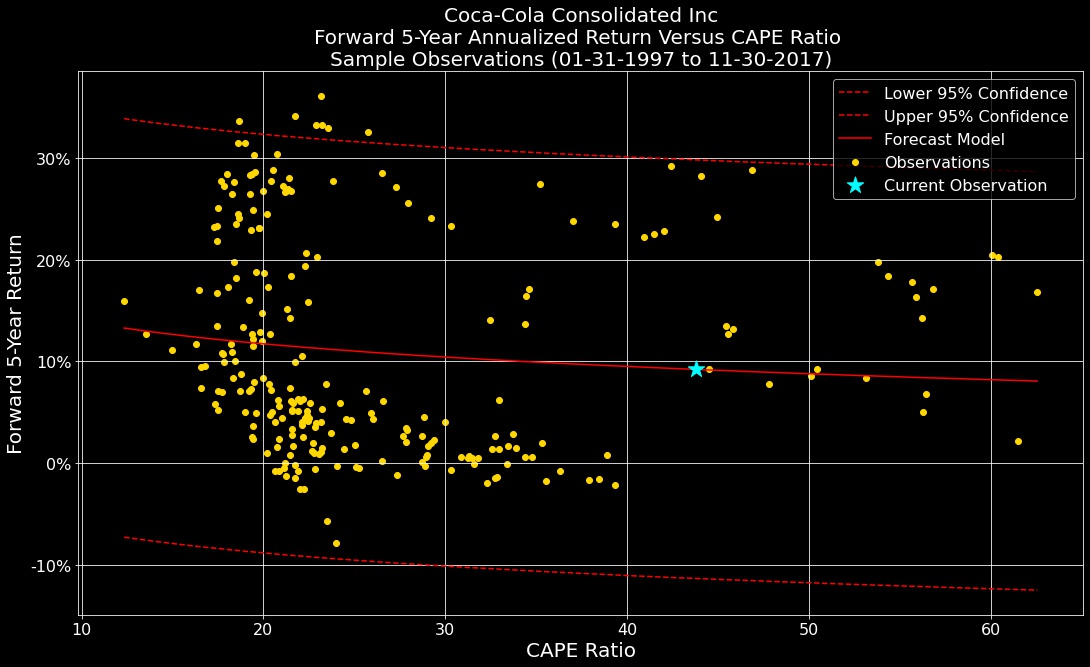 Coca-Cola Consolidated Inc
Forward 5-Year Annualized Return Versus CAPE Ratio
Sample Observations (01-31-1997 to 11-30-2017)
Lower 95% Confidence
Upper 95% Confidence
Forecast Model
Observations
Current Observation
Forward 5-Year Return
30%
20%
10%
0%
-10%
10 20 30 40 50 60
CAPE Ratio